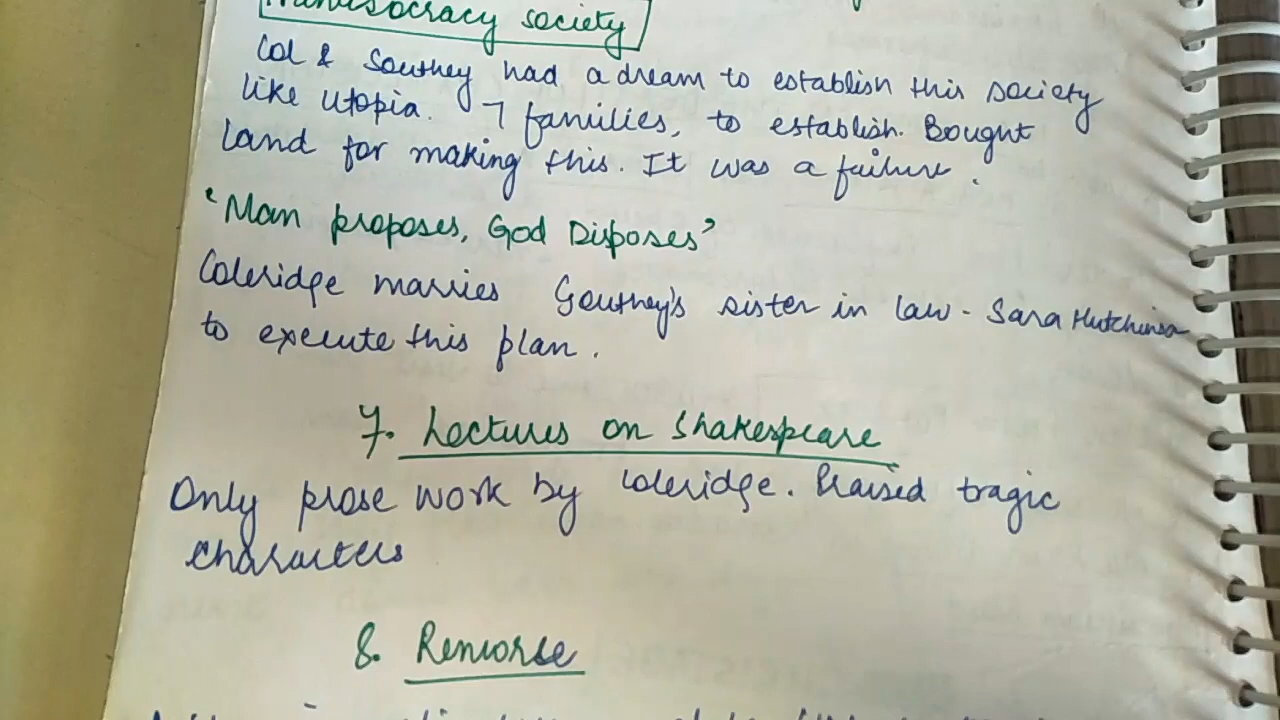 society
Col & Southey had a dream to establish this society
like Utopia. 7 families, to establish. Bought
Land for making this. It was a failure.
'Man proposes, God Disposes'
Coleridge marries Southey's sister in law - Sara Hutchinso
to execute this plan.
7. Lectures on Shakespeare
Only prose work by Coleridge. Praised tragic
characters
8. Remorse